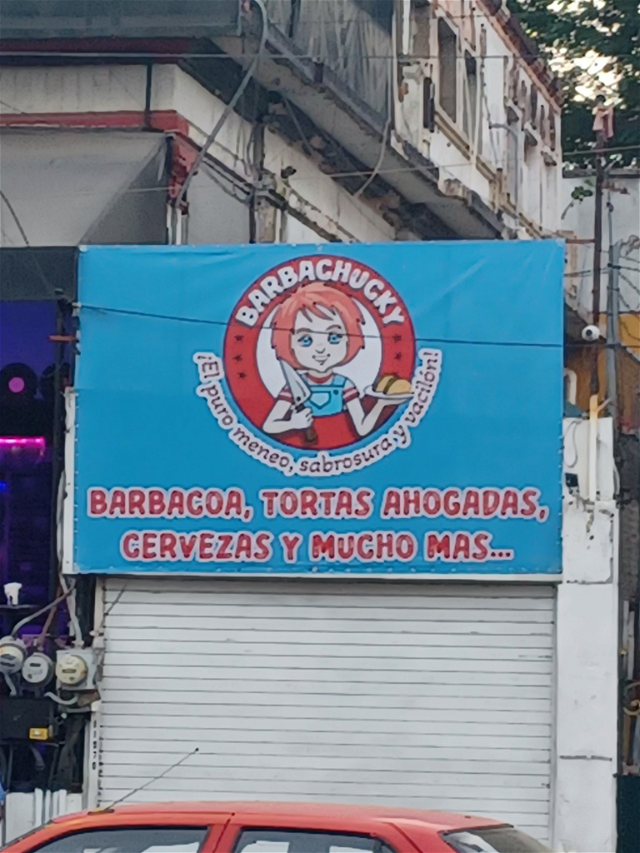 BARBACHUCKY
¡El puro meneo, sabrosura y vacilón!
BARBACOA, TORTAS AHOGADAS,
CERVEZAS Y MUCHO MAS...